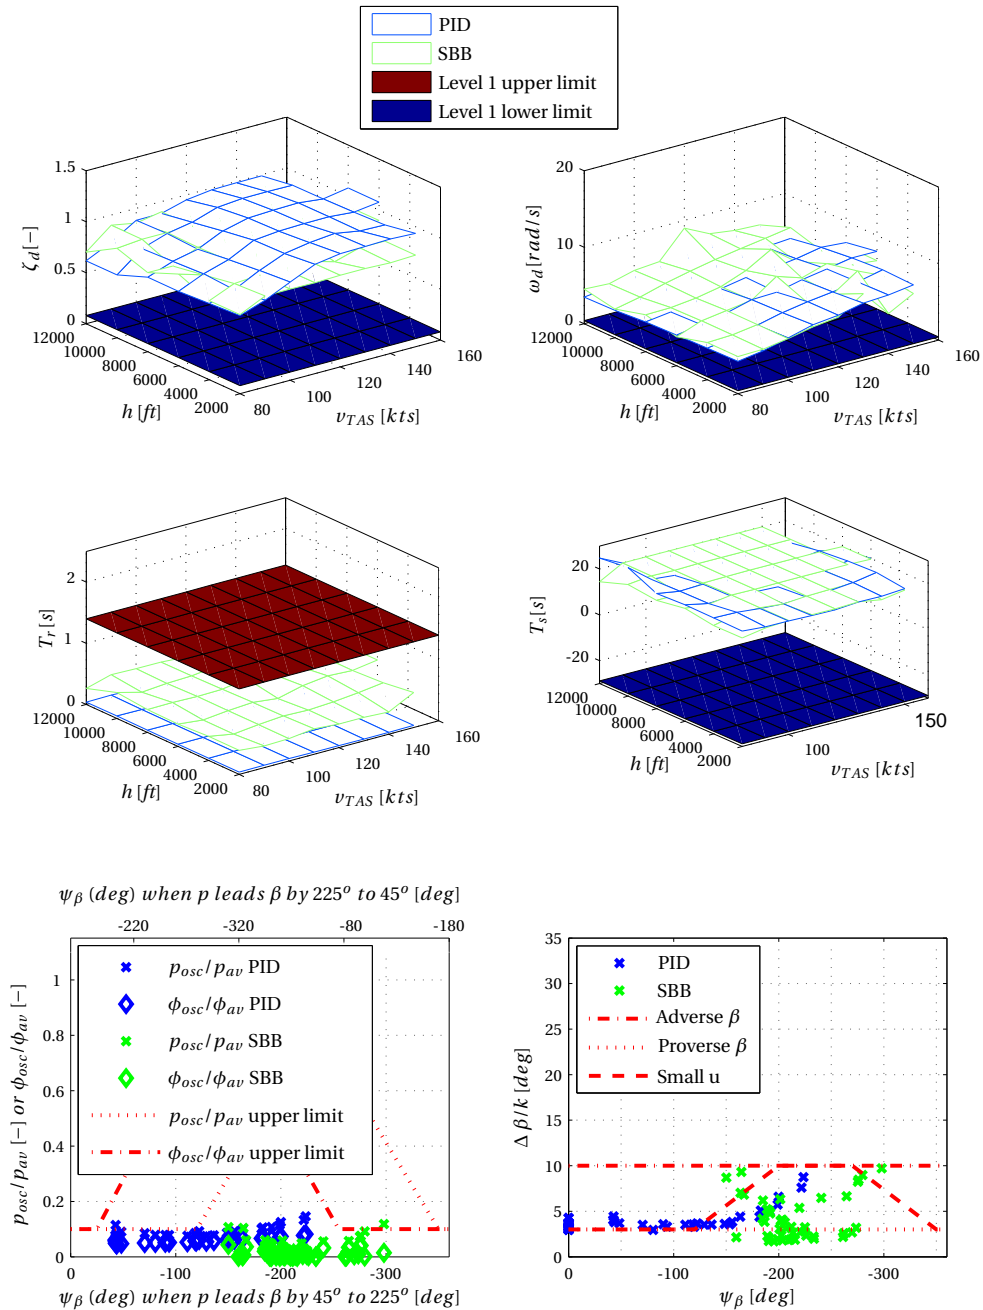 PID
SBB
Level 1 upper limit
Level 1 lower limit
1.5
1
0.5
0
ζd[−]
12000
10000
8000
6000
4000
2000
h [ft]
80
100
120
140
160
vTAS [kts]
20
10
0
ωd[rad/s]
12000
10000
8000
6000
4000
2000
h [ft]
80
100
120
140
160
vTAS [kts]
2
1
0
Tr[s]
12000
10000
8000
6000
4000
2000
h [ft]
80
100
120
140
160
vTAS [kts]
20
0
-20
Ts[s]
12000
10000
8000
6000
4000
2000
h [ft]
100
150
vTAS [kts]
ψβ (deg) when p leads β by 225° to 45° [deg]
-220 -320 -80 -180
posc/pav PID
ϕosc/ϕav PID
posc/pav SBB
ϕosc/ϕav SBB
posc/pav upper limit
ϕosc/ϕav upper limit
1
0.8
0.6
0.4
0.2
0
posc/pav [−] or ϕosc/ϕav [−]
0 -100 -200 -300
ψβ (deg) when p leads β by 45° to 225° [deg]
PID
SBB
Adverse β
Proverse β
Small u
35
30
25
20
15
10
5
0
Δ β/k [deg]
0 -100 -200 -300
ψβ [deg]